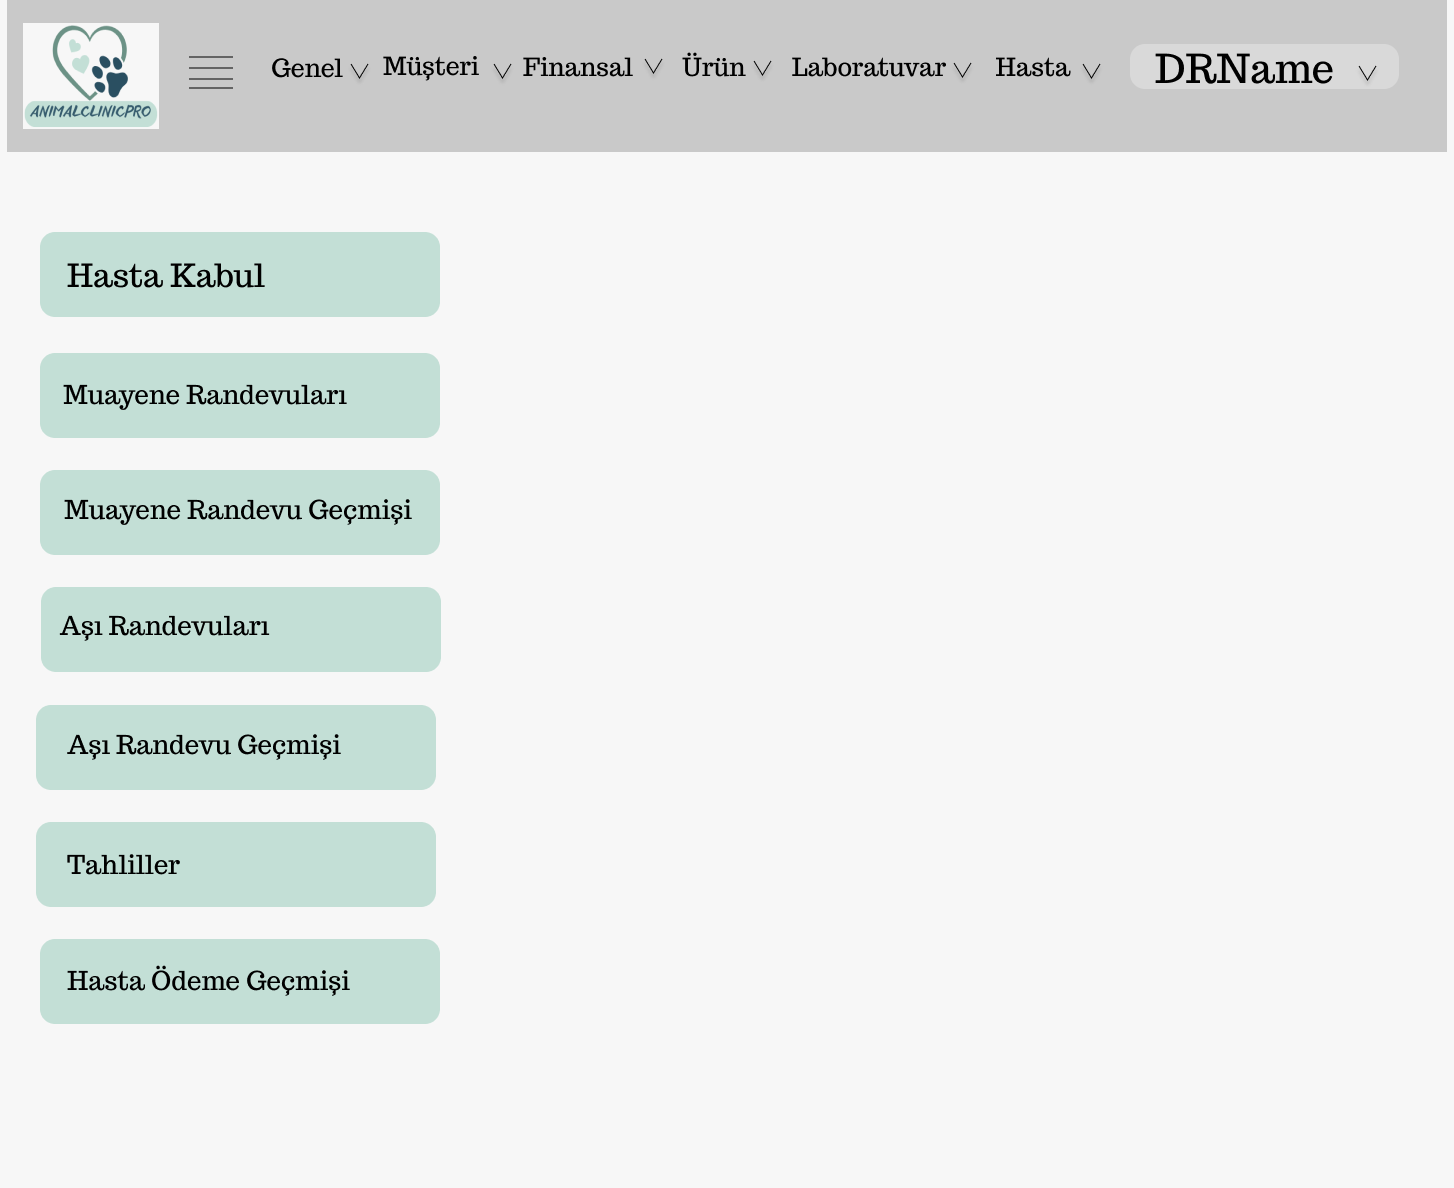 ANIMALCLINICPRO
Genel Müşteri Finansal Ürün Laboratuvar Hasta DRName
Hasta Kabul
Muayene Randevuları
Muayene Randevu Geçmişi
Aşı Randevuları
Aşı Randevu Geçmişi
Tahliller
Hasta Ödeme Geçmişi